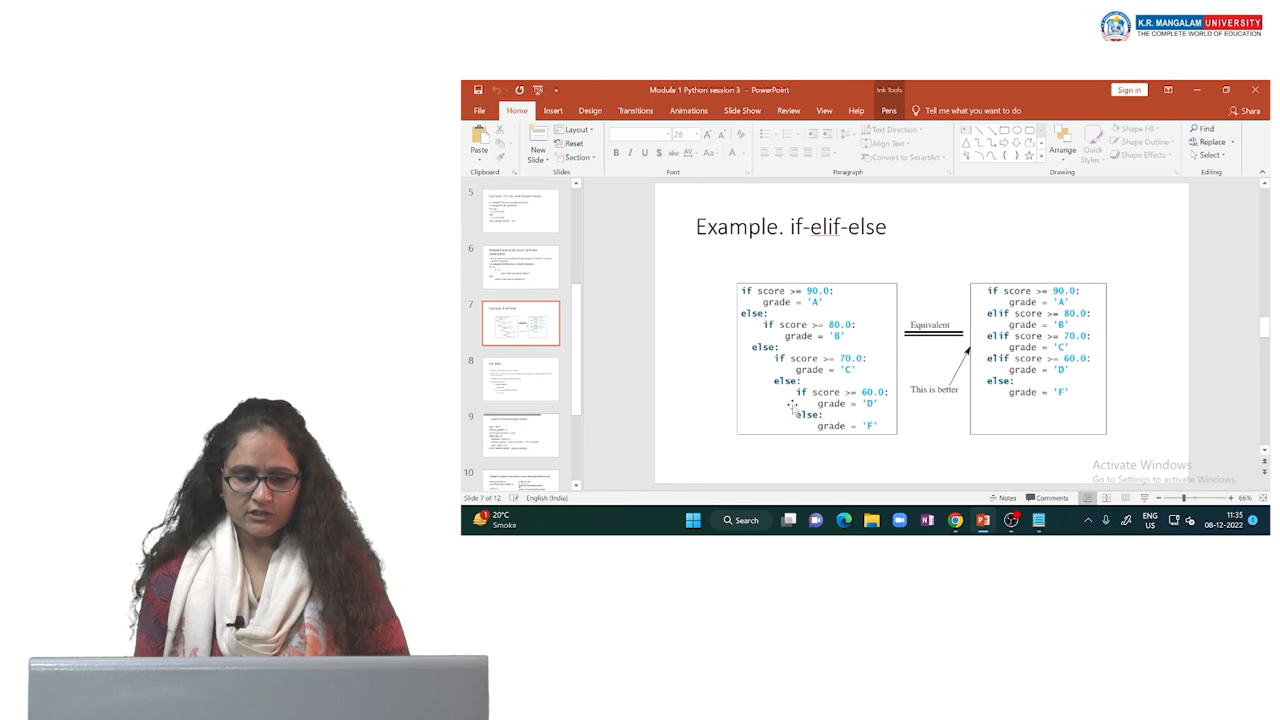 K.R. MANGALAM UNIVERSITY
THE COMPLETE WORLD OF EDUCATION
Module 1 Python session 3 - PowerPoint
Ink Tools
Sign in
File Home Insert Design Transitions Animations Slide Show Review View Help Pens Tell me what you want to do Share
Paste
Clipboard
New Slide
Layout
Reset
Section
Slides
28
Font
Text Direction
Align Text
Convert to SmartArt
Paragraph
Arrange
Quick Styles
Shape Fill
Shape Outline
Shape Effects
Drawing
Find
Replace
Select
Editing
5
6
7
8
9
10
Example. if-elif-else
if score >= 90.0:
grade = 'A'
else:
if score >= 80.0:
grade = 'B'
else:
if score >= 70.0:
grade = 'C'
else:
if score >= 60.0:
grade = 'D'
else:
grade = 'F'
Equivalent
This is better
if score >= 90.0:
grade = 'A'
elif score >= 80.0:
grade = 'B'
elif score >= 70.0:
grade = 'C'
elif score >= 60.0:
grade = 'D'
else:
grade = 'F'
Activate Windows
Go to Settings to activate Windows.
Slide 7 of 12 English (India) Notes Comments 66%
20°C
Smoke
Search
ENG
US
11:35
08-12-2022